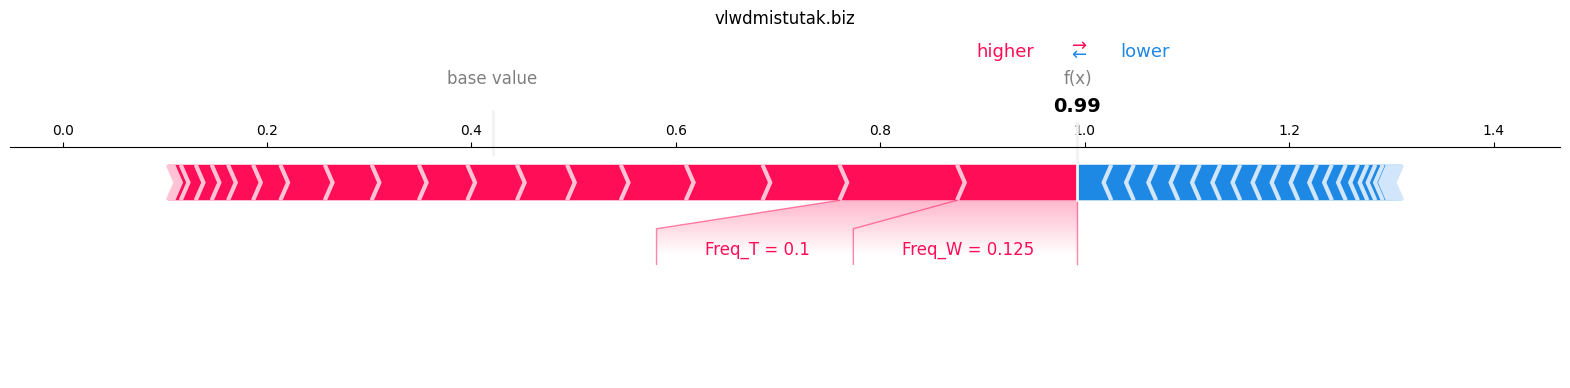 vlwdmistutak.biz
higher ⇄ lower
base value
f(x)
0.99
0.0 0.2 0.4 0.6 0.8 1.0 1.2 1.4
Freq_T = 0.1
Freq_W = 0.125